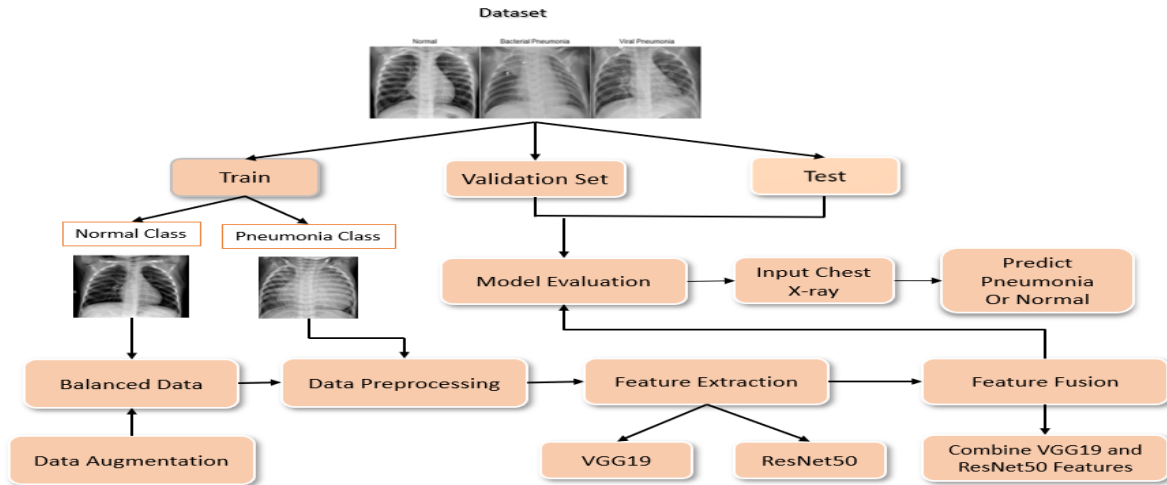 Dataset
Normal
Bacterial Pneumonia
Viral Pneumonia
Train
Validation Set
Test
Normal Class
Pneumonia Class
Model Evaluation
Input Chest
X-ray
Predict
Pneumonia
Or Normal
Balanced Data
Data Preprocessing
Feature Extraction
Feature Fusion
Data Augmentation
VGG19
ResNet50
Combine VGG19 and
ResNet50 Features